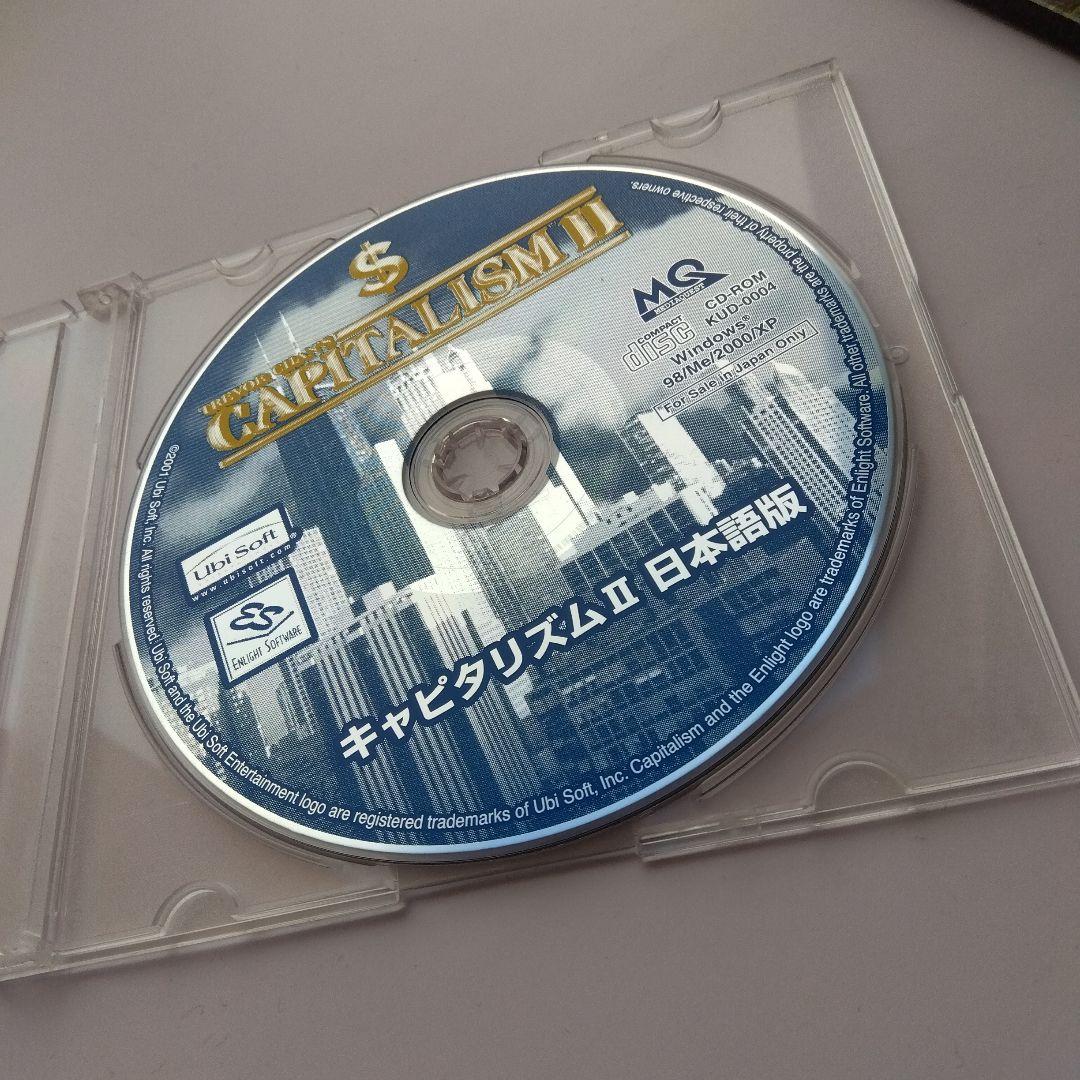 $
TREVOR CHAN'S
CAPITALISM II
MQ
MEDIAQUEST
COMPACT
disc
CD-ROM
KUD-0004
Windows®
98/Me/2000/XP
"For Sale in Japan Only"
Ubi Soft
www.ubisoft.com®
ENLIGHT SOFTWARE
キャピタリズムⅡ 日本語版
©2001 Ubi Soft, Inc. All rights reserved. Ubi Soft and the Ubi Soft Entertainment logo are registered trademarks of Ubi Soft, Inc. Capitalism and the Enlight logo are trademarks of Enlight Software. All other trademarks are the property of their respective owners.